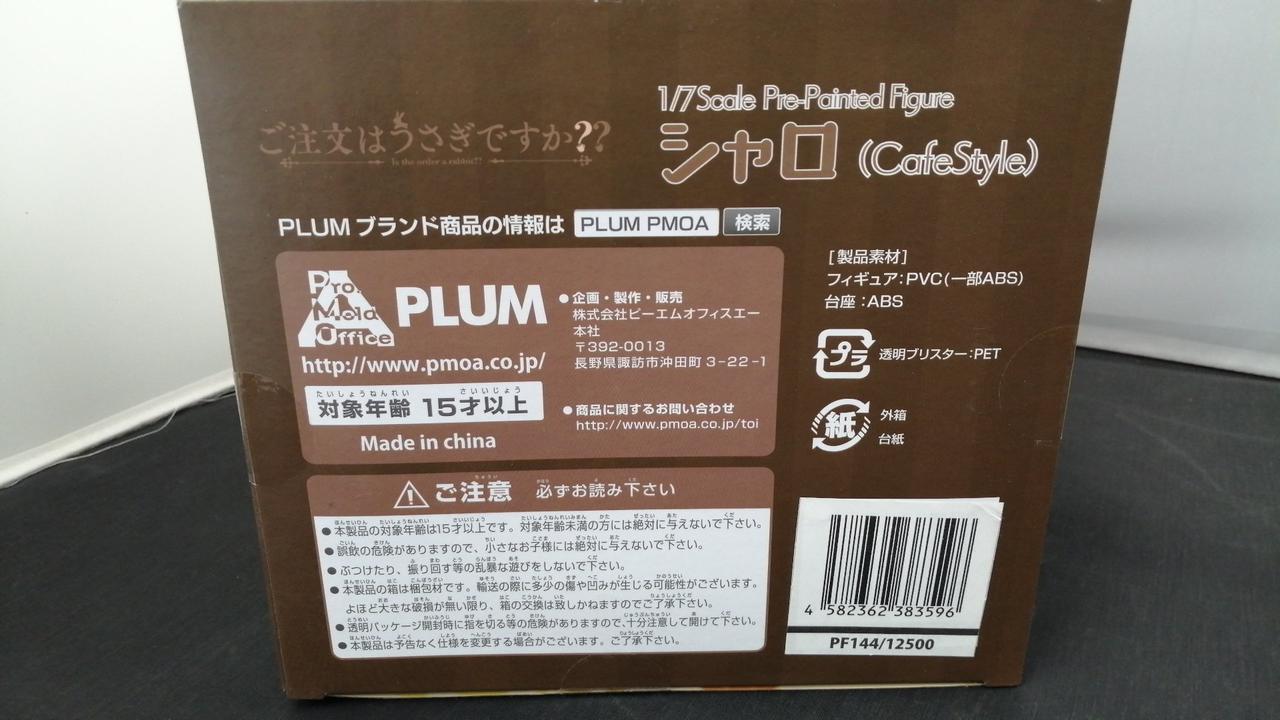 1/7Scale Pre-Painted Figure
ご注文はうさぎですか??
Is the order a rabbit??
シャロ (CafeStyle)
PLUM ブランド商品の情報は PLUM PMOA 検索
Pro.
Mold
Office
PLUM
http://www.pmoa.co.jp/
たいしょうねんれい さいいじょう
対象年齢 15才以上
Made in china
●企画・製作・販売
株式会社ピーエムオフィスエー
本社
〒392-0013
長野県諏訪市沖田町 3-22-1
●商品に関するお問い合わせ
http://www.pmoa.co.jp/toi
[製品素材]
フィギュア:PVC(一部ABS)
台座:ABS
プラ 透明ブリスター:PET
紙
外箱
台紙
ご注意 必ずお読み下さい
●本製品の対象年齢は15才以上です。対象年齢未満の方には絶対に与えないで下さい。
●誤飲の危険がありますので、小さなお子様には絶対に与えないで下さい。
●ぶつけたり、振り回す等の乱暴な遊びをしないで下さい。
●本製品の箱は梱包材です。輸送の際に多少の傷や凹みが生じる可能性がございます。
よほど大きな破損が無い限り、箱の交換は致しかねますのでご了承下さい。
●透明パッケージ開封時に指を切る等の危険がありますので、十分注意して開けて下さい。
●本製品は予告なく仕様を変更する場合がございます。ご了承下さい。
4 582362 383596
PF144/12500